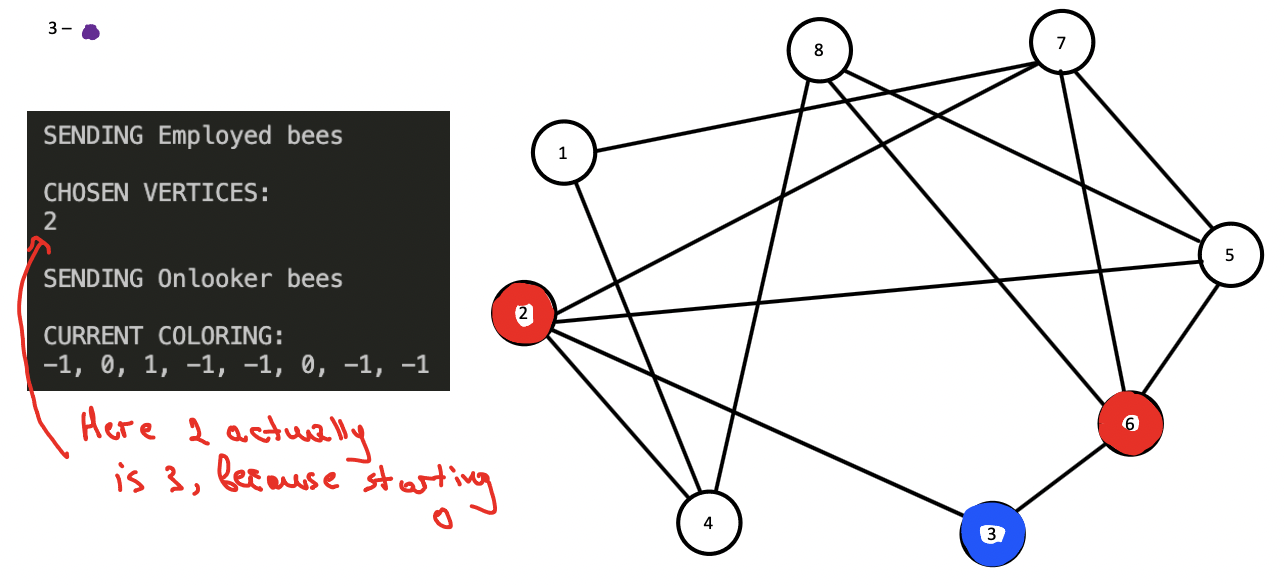 3 –
SENDING Employed bees
CHOSEN VERTICES:
2
SENDING Onlooker bees
CURRENT COLORING:
-1, 0, 1, -1, -1, 0, -1, -1
Here 2 actually
is 3, because starting
0
8
7
1
5
2
6
4
3